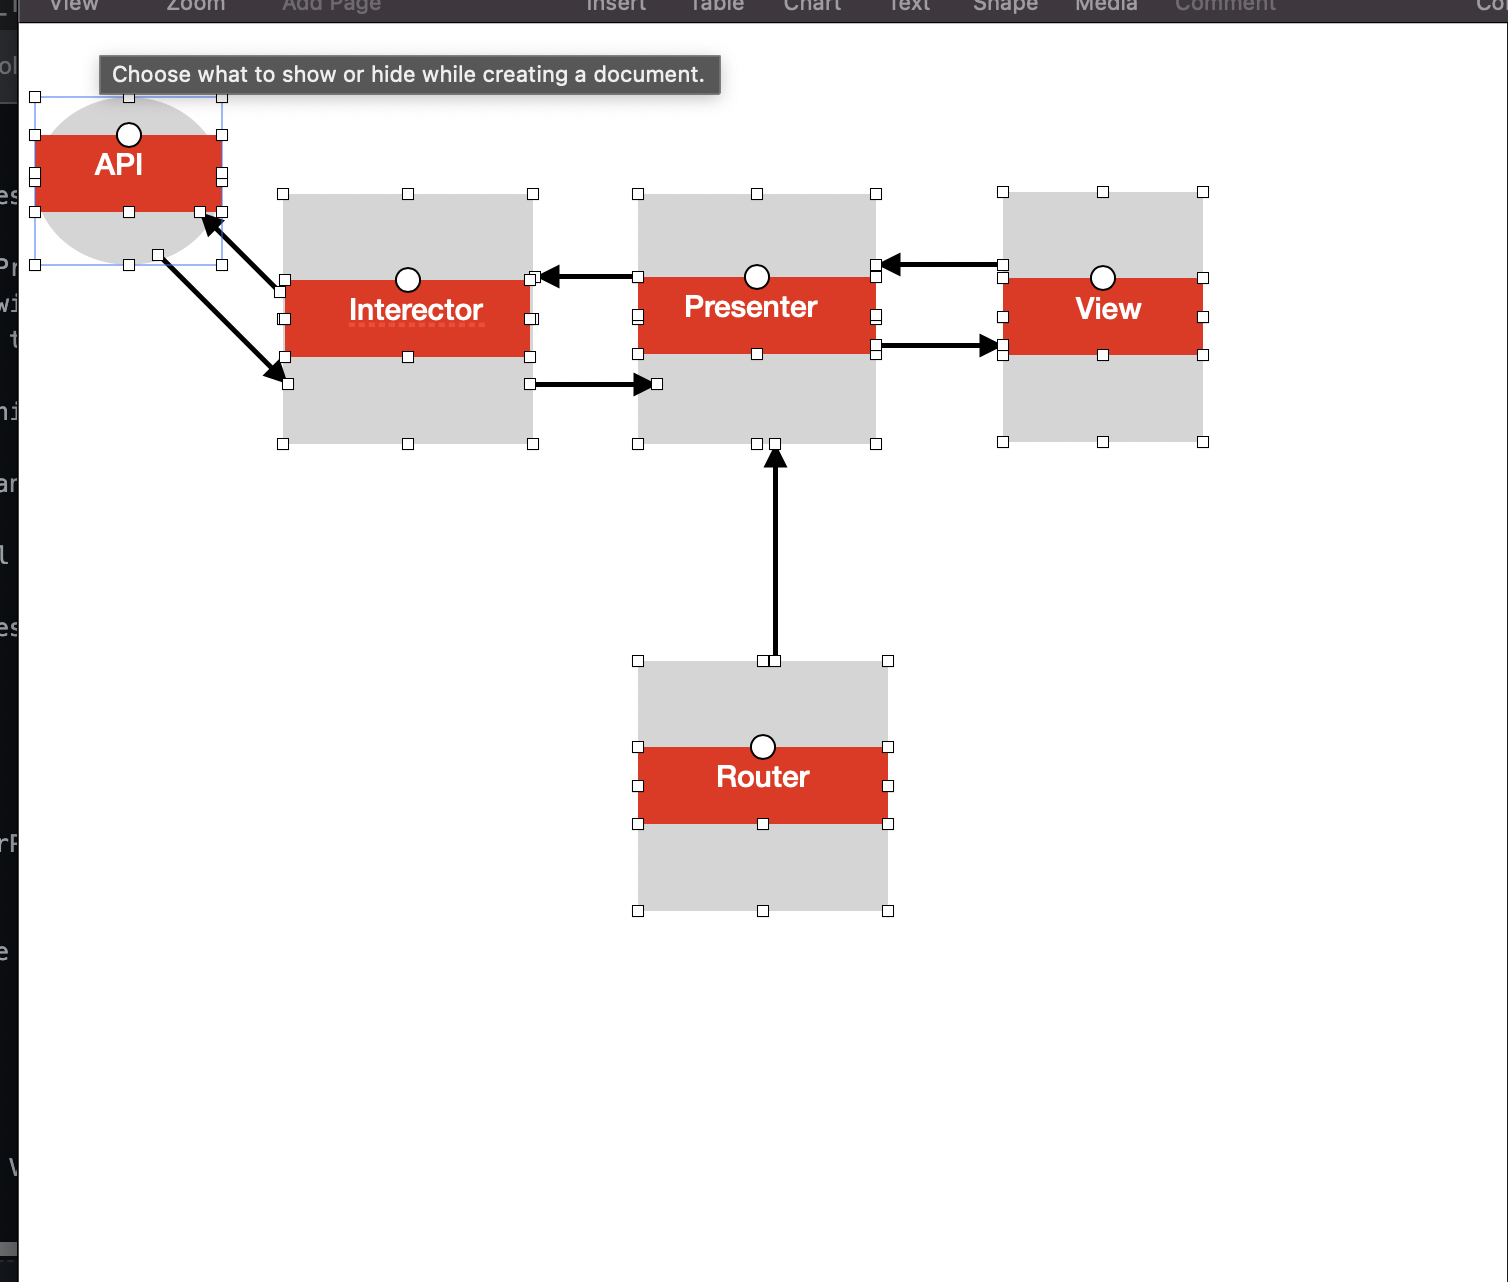 View Zoom Add Page Insert Table Chart Text Shape Media Comment
Choose what to show or hide while creating a document.
API
Interector
Presenter
View
Router